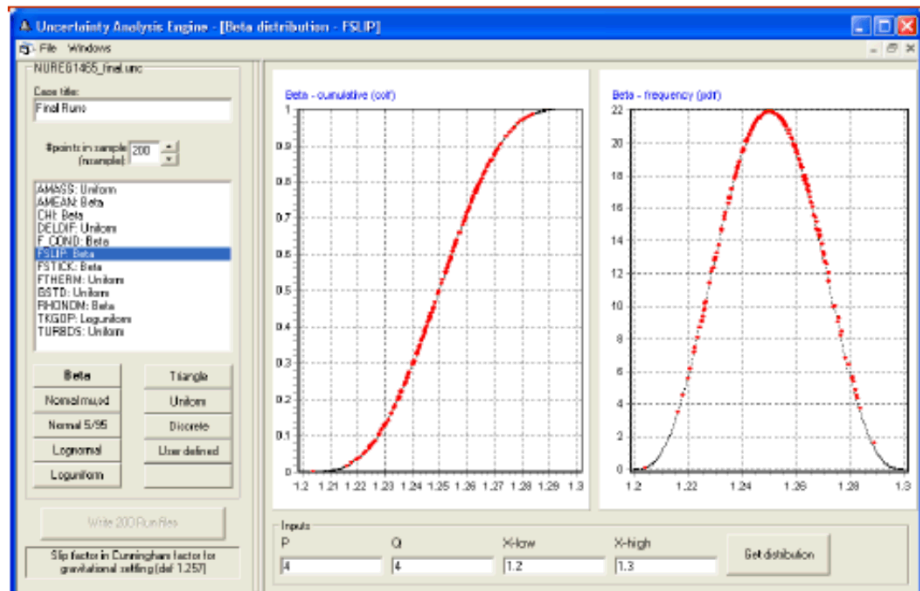 Uncertainty Analysis Engine - [Beta distribution - FSLIP]
File Windows
NUREG1465_final.unc
Case title:
Final Runs
#points in sample 200
(nsample):
AMASS: Uniform
AMEAN: Beta
CHI: Beta
DELDIF: Uniform
F_COND: Beta
FSLIP: Beta
FSTICK: Beta
FTHERM: Uniform
GSTD: Uniform
RHONOM: Beta
TKGOP: Loguniform
TURBDS: Uniform
Beta Triangle
Normal mu,sd Uniform
Normal 5/95 Discrete
Lognormal User defined
Loguniform
Write 200 Run files
Slip factor in Cunningham factor for
gravitational settling (def 1.257)
Beta - cumulative (cdf)
1
0.9
0.8
0.7
0.6
0.5
0.4
0.3
0.2
0.1
0
1.2 1.21 1.22 1.23 1.24 1.25 1.26 1.27 1.28 1.29 1.3
Beta - frequency (pdf)
22
20
18
16
14
12
10
8
6
4
2
0
1.2 1.22 1.24 1.26 1.28 1.3
Inputs
P Q X-low X-high
4 4 1.2 1.3
Get distribution